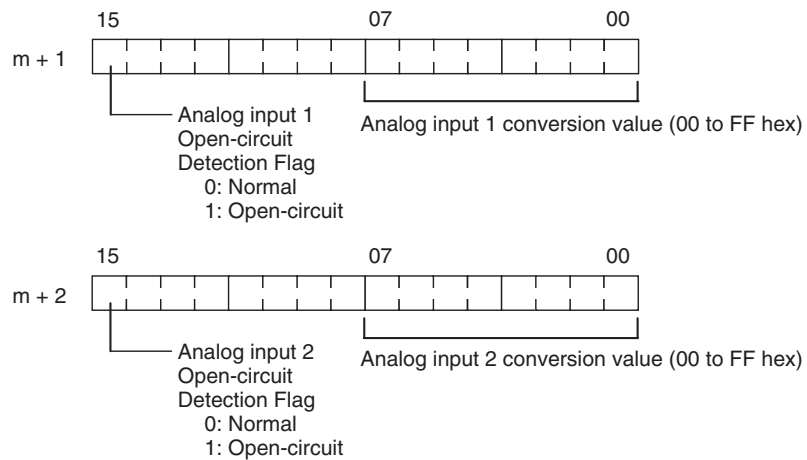 15 07 00
m + 1
Analog input 1
Open-circuit
Detection Flag
0: Normal
1: Open-circuit
Analog input 1 conversion value (00 to FF hex)
15 07 00
m + 2
Analog input 2
Open-circuit
Detection Flag
0: Normal
1: Open-circuit
Analog input 2 conversion value (00 to FF hex)